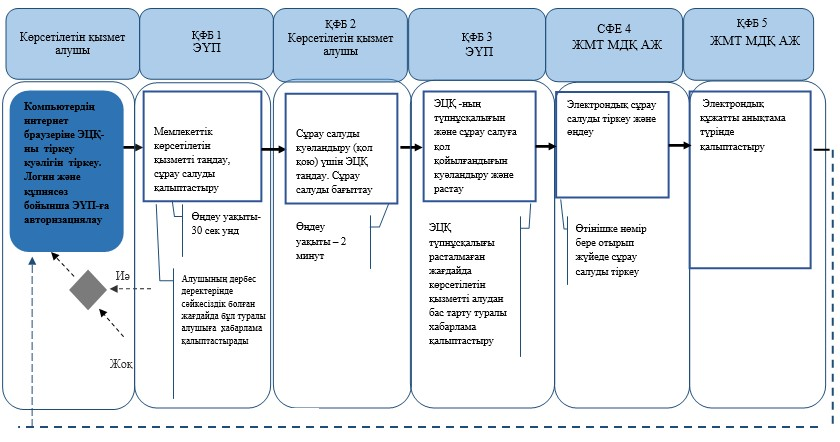 Көрсетілетін қызмет
алушы
ҚФБ 1
ЭҮП
ҚФБ 2
Көрсетілетін қызмет
алушы
ҚФБ 3
ЭҮП
СФЕ 4
ЖМТ МДҚ АЖ
ҚФБ 5
ЖМТ МДҚ АЖ
Компьютердің
интернет
браузеріне ЭЦҚ-
ны тіркеу
куәлігін тіркеу.
Логин және
құпиясөз
бойынша ЭҮП-ға
авторизациялау
Мемлекеттік
көрсетілетін
қызметті таңдау,
сұрау салуды
қалыптастыру
Сұрау салуды
куәландыру (қол
қою) үшін ЭЦҚ
таңдау. Сұрау
салуды бағыттау
ЭЦҚ -ның
түпнұсқалығын
және сұрау салуға
қол
қойылғандығын
куәландыру және
растау
Электрондық сұрау
салуды тіркеу және
өңдеу
Электрондық
құжатты анықтама
түрінде
қалыптастыру
Өңдеу уақыты-
30 сек унд
Өңдеу
уақыты – 2
минут
ЭЦҚ
түпнұсқалығы
расталмаған
жағдайда
көрсетілетін
қызметті алудан
бас тарту туралы
хабарлама
қалыптастыру
Өтінішке нөмір
бере отырып
жүйеде сұрау
салуды тіркеу
Алушының дербес
деректерінде
сәйкессіздік болған
жағдайда бұл туралы
алушыға хабарлама
қалыптастырады
Иә
Жоқ